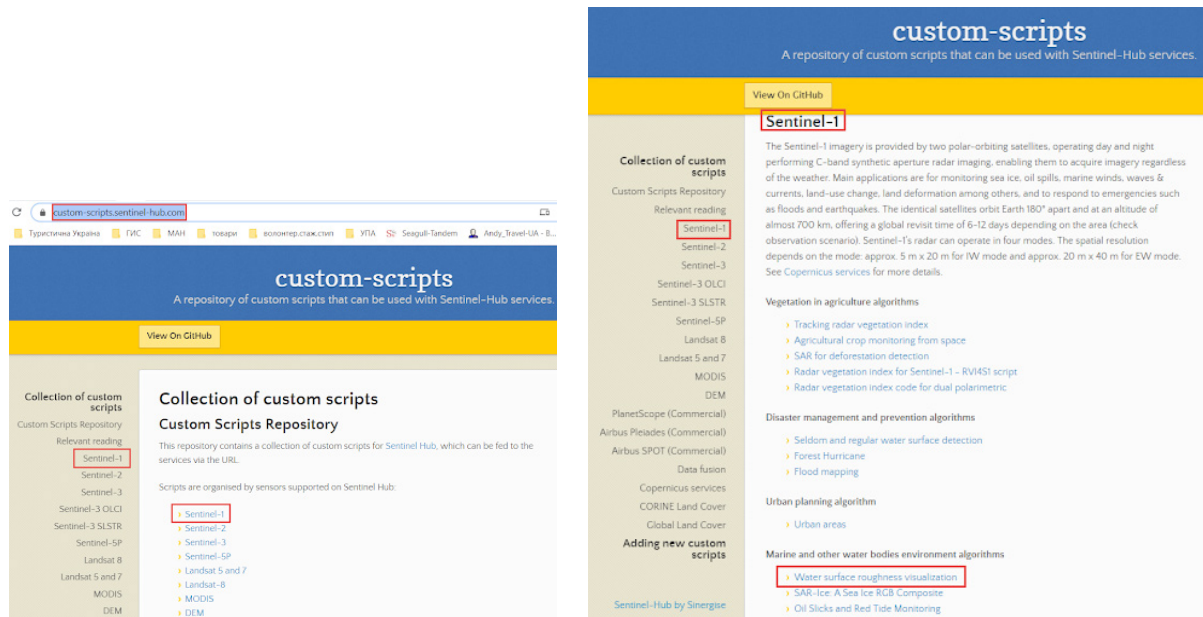 custom-scripts.sentinel-hub.com
Туристична Україна ГИС МАН товари волонтер.стаж.стип УПА Seagull-Tandem Andy_Travel-UA - В...
custom-scripts
A repository of custom scripts that can be used with Sentinel-Hub services.
View On GitHub
Collection of custom
scripts
Custom Scripts Repository
Relevant reading
Sentinel-1
Sentinel-2
Sentinel-3
Sentinel-3 OLCI
Sentinel-3 SLSTR
Sentinel-5P
Landsat 8
Landsat 5 and 7
MODIS
DEM
Collection of custom scripts
Custom Scripts Repository
This repository contains a collection of custom scripts for Sentinel Hub, which can be fed to the
services via the URL.
Scripts are organised by sensors supported on Sentinel Hub:
› Sentinel-1
› Sentinel-2
› Sentinel-3
› Sentinel-5P
› Landsat 5 and 7
› Landsat-8
› MODIS
› DEM
custom-scripts
A repository of custom scripts that can be used with Sentinel-Hub services.
View On GitHub
Collection of custom
scripts
Custom Scripts Repository
Relevant reading
Sentinel-1
Sentinel-2
Sentinel-3
Sentinel-3 OLCI
Sentinel-3 SLSTR
Sentinel-5P
Landsat 8
Landsat 5 and 7
MODIS
DEM
PlanetScope (Commercial)
Airbus Pleiades (Commercial)
Airbus SPOT (Commercial)
Data fusion
Copernicus services
CORINE Land Cover
Global Land Cover
Adding new custom
scripts
Sentinel-Hub by Sinergise
Sentinel-1
The Sentinel-1 imagery is provided by two polar-orbiting satellites, operating day and night
performing C-band synthetic aperture radar imaging, enabling them to acquire imagery regardless
of the weather. Main applications are for monitoring sea ice, oil spills, marine winds, waves &
currents, land-use change, land deformation among others, and to respond to emergencies such
as floods and earthquakes. The identical satellites orbit Earth 180° apart and at an altitude of
almost 700 km, offering a global revisit time of 6-12 days depending on the area (check
observation scenario). Sentinel-1's radar can operate in four modes. The spatial resolution
depends on the mode: approx. 5 m x 20 m for IW mode and approx. 20 m x 40 m for EW mode.
See Copernicus services for more details.
Vegetation in agriculture algorithms
› Tracking radar vegetation index
› Agricultural crop monitoring from space
› SAR for deforestation detection
› Radar vegetation index for Sentinel-1 - RVI4S1 script
› Radar vegetation index code for dual polarimetric
Disaster management and prevention algorithms
› Seldom and regular water surface detection
› Forest Hurricane
› Flood mapping
Urban planning algorithm
› Urban areas
Marine and other water bodies environment algorithms
› Water surface roughness visualization
› SAR-Ice: A Sea Ice RGB Composite
› Oil Slicks and Red Tide Monitoring